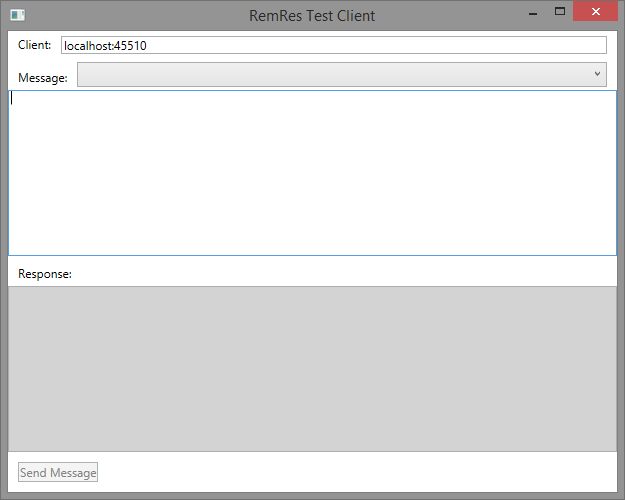 RemRes Test Client
Client: localhost:45510
Message:
Response:
Send Message